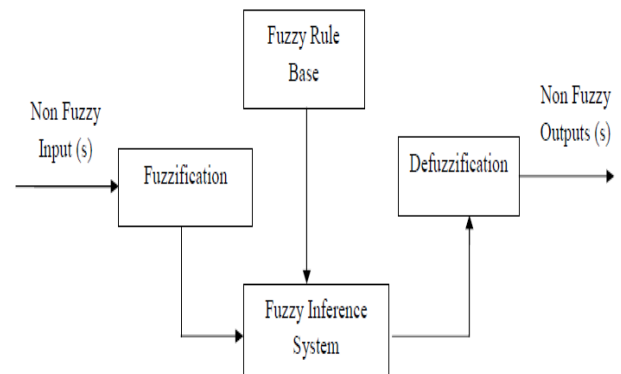 Fuzzy Rule
Base
Non Fuzzy
Input (s)
Fuzzification
Non Fuzzy
Outputs (s)
Defuzzification
Fuzzy Inference
System